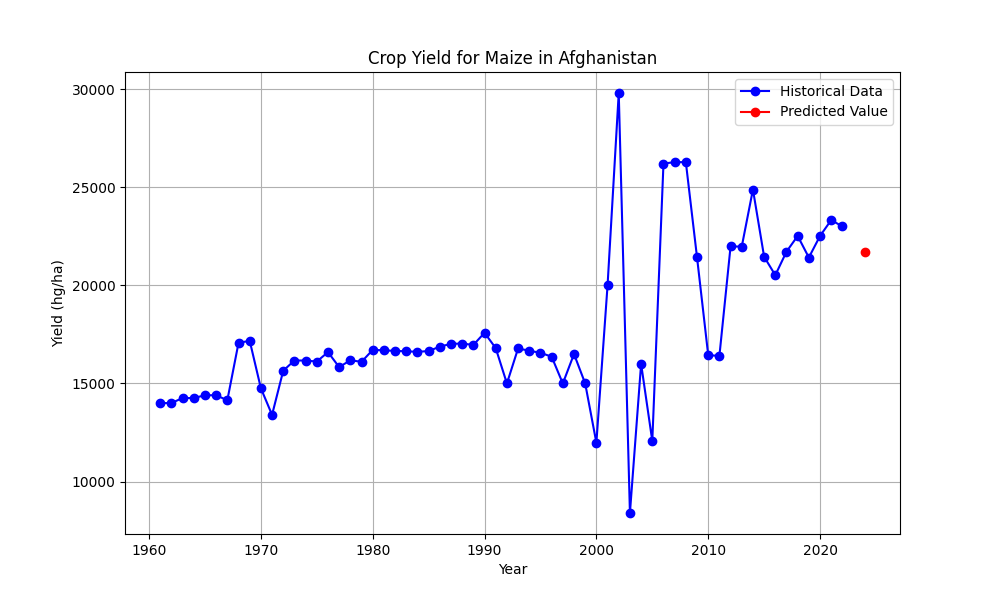 Crop Yield for Maize in Afghanistan
Historical Data
Predicted Value
30000
25000
20000
15000
10000
Yield (hg/ha)
1960 1970 1980 1990 2000 2010 2020
Year